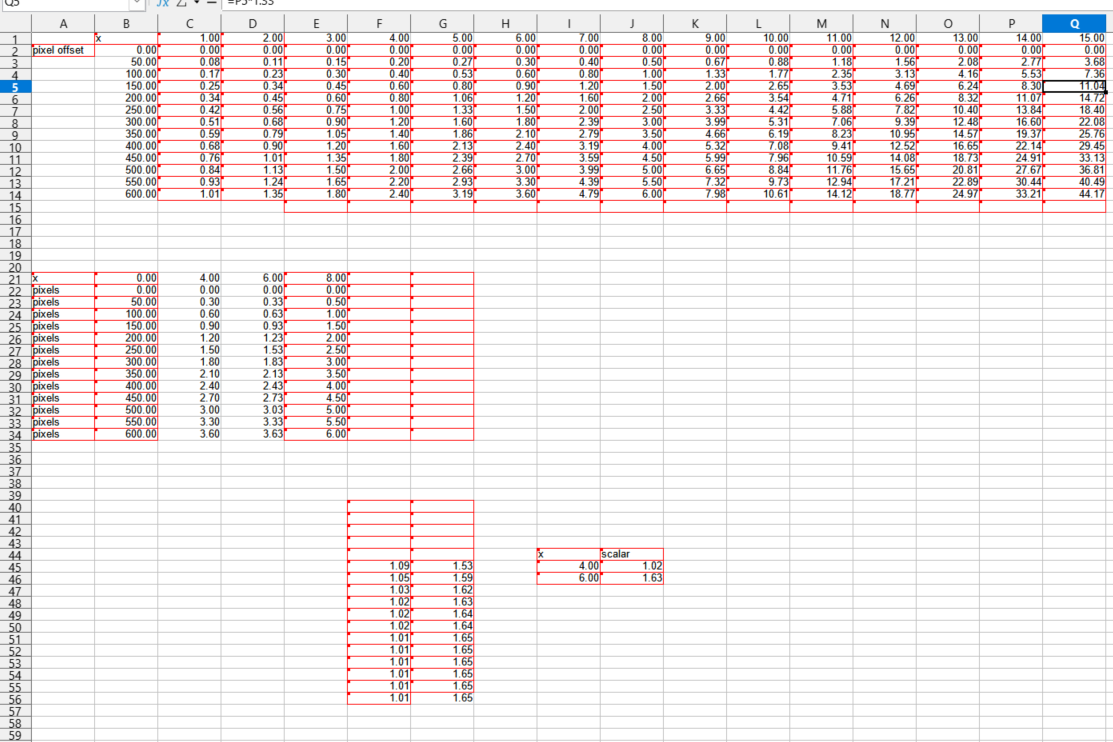 Q5 =P5*1.33
A B C D E F G H I J K L M N O P Q
1 x 1.00 2.00 3.00 4.00 5.00 6.00 7.00 8.00 9.00 10.00 11.00 12.00 13.00 14.00 15.00
2 pixel offset 0.00 0.00 0.00 0.00 0.00 0.00 0.00 0.00 0.00 0.00 0.00 0.00 0.00 0.00 0.00 0.00
3 50.00 0.08 0.11 0.15 0.20 0.27 0.30 0.40 0.50 0.67 0.88 1.18 1.56 2.08 2.77 3.68
4 100.00 0.17 0.23 0.30 0.40 0.53 0.60 0.80 1.00 1.33 1.77 2.35 3.13 4.16 5.53 7.36
5 150.00 0.25 0.34 0.45 0.60 0.80 0.90 1.20 1.50 2.00 2.65 3.53 4.69 6.24 8.30 11.04
6 200.00 0.34 0.45 0.60 0.80 1.06 1.20 1.60 2.00 2.66 3.54 4.71 6.26 8.32 11.07 14.72
7 250.00 0.42 0.56 0.75 1.00 1.33 1.50 2.00 2.50 3.33 4.42 5.88 7.82 10.40 13.84 18.40
8 300.00 0.51 0.68 0.90 1.20 1.60 1.80 2.39 3.00 3.99 5.31 7.06 9.39 12.48 16.60 22.08
9 350.00 0.59 0.79 1.05 1.40 1.86 2.10 2.79 3.50 4.66 6.19 8.23 10.95 14.57 19.37 25.76
10 400.00 0.68 0.90 1.20 1.60 2.13 2.40 3.19 4.00 5.32 7.08 9.41 12.52 16.65 22.14 29.45
11 450.00 0.76 1.01 1.35 1.80 2.39 2.70 3.59 4.50 5.99 7.96 10.59 14.08 18.73 24.91 33.13
12 500.00 0.84 1.13 1.50 2.00 2.66 3.00 3.99 5.00 6.65 8.84 11.76 15.65 20.81 27.67 36.81
13 550.00 0.93 1.24 1.65 2.20 2.93 3.30 4.39 5.50 7.32 9.73 12.94 17.21 22.89 30.44 40.49
14 600.00 1.01 1.35 1.80 2.40 3.19 3.60 4.79 6.00 7.98 10.61 14.12 18.77 24.97 33.21 44.17
15
16
17
18
19
20
21 x 0.00 4.00 6.00 8.00
22 pixels 0.00 0.00 0.00 0.00
23 pixels 50.00 0.30 0.33 0.50
24 pixels 100.00 0.60 0.63 1.00
25 pixels 150.00 0.90 0.93 1.50
26 pixels 200.00 1.20 1.23 2.00
27 pixels 250.00 1.50 1.53 2.50
28 pixels 300.00 1.80 1.83 3.00
29 pixels 350.00 2.10 2.13 3.50
30 pixels 400.00 2.40 2.43 4.00
31 pixels 450.00 2.70 2.73 4.50
32 pixels 500.00 3.00 3.03 5.00
33 pixels 550.00 3.30 3.33 5.50
34 pixels 600.00 3.60 3.63 6.00
35
36
37
38
39
40
41
42
43
44 x scalar
45 1.09 1.53 4.00 1.02
46 1.05 1.59 6.00 1.63
47 1.03 1.62
48 1.02 1.63
49 1.02 1.64
50 1.02 1.64
51 1.01 1.65
52 1.01 1.65
53 1.01 1.65
54 1.01 1.65
55 1.01 1.65
56 1.01 1.65
57
58
59